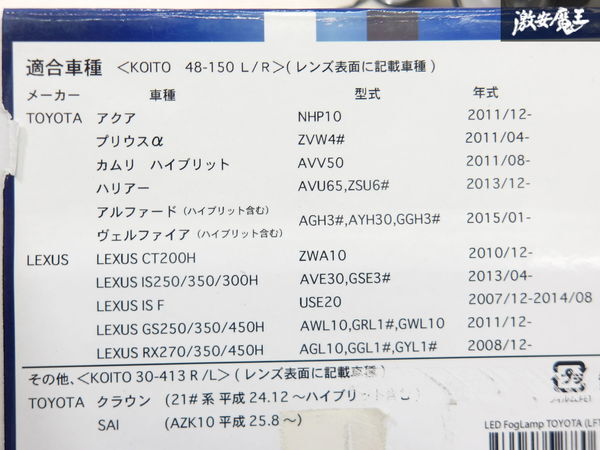 激安魔王
適合車種 <KOITO 48-150 L/R>(レンズ表面に記載車種)
メーカー 車種 型式 年式
TOYOTA アクア NHP10 2011/12-
プリウスα ZVW4# 2011/04-
カムリ ハイブリット AVV50 2011/08-
ハリアー AVU65,ZSU6# 2013/12-
アルファード(ハイブリット含む)
ヴェルファイア(ハイブリット含む) AGH3#,AYH30,GGH3# 2015/01-
LEXUS LEXUS CT200H ZWA10 2010/12-
LEXUS IS250/350/300H AVE30,GSE3# 2013/04-
LEXUS IS F USE20 2007/12-2014/08
LEXUS GS250/350/450H AWL10,GRL1#,GWL10 2011/12-
LEXUS RX270/350/450H AGL10,GGL1#,GYL1# 2008/12-
その他、<KOITO 30-413 R/L>(レンズ表面に記載車種)
TOYOTA クラウン (21#系 平成24.12〜ハイブリット含む)
SAI (AZK10 平成25.8〜)
プラ
LED FogLamp TOYOTA (LFT